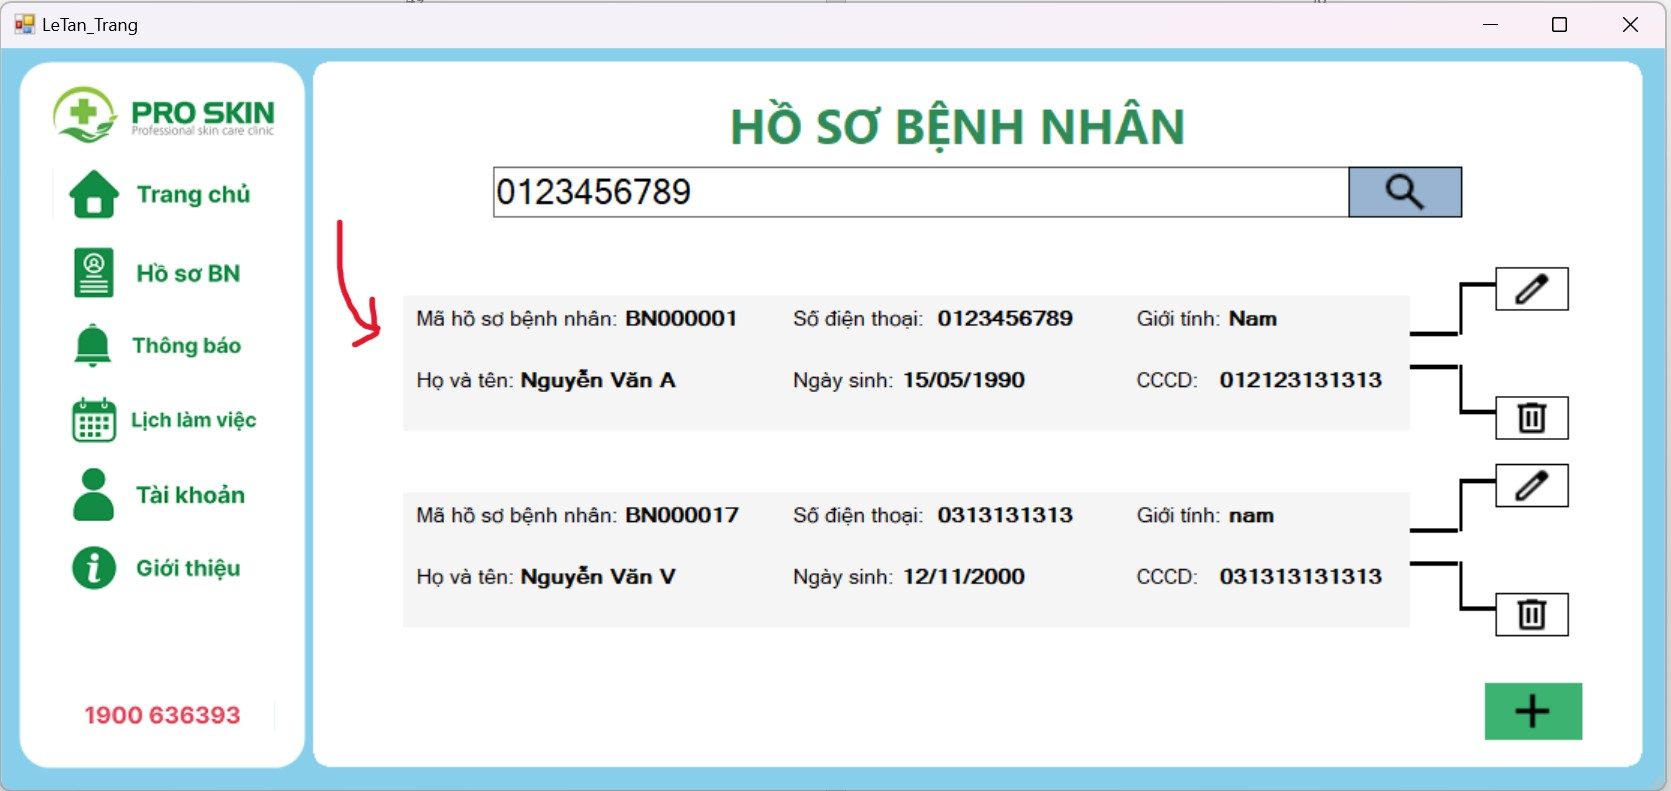 LeTan_Trang
PRO SKIN
Professional skin care clinic
Trang chủ
Hồ sơ BN
Thông báo
Lịch làm việc
Tài khoản
Giới thiệu
1900 636393
HỒ SƠ BỆNH NHÂN
0123456789
Mã hồ sơ bệnh nhân: BN000001 Số điện thoại: 0123456789 Giới tính: Nam
Họ và tên: Nguyễn Văn A Ngày sinh: 15/05/1990 CCCD: 012123131313
Mã hồ sơ bệnh nhân: BN000017 Số điện thoại: 0313131313 Giới tính: nam
Họ và tên: Nguyễn Văn V Ngày sinh: 12/11/2000 CCCD: 031313131313